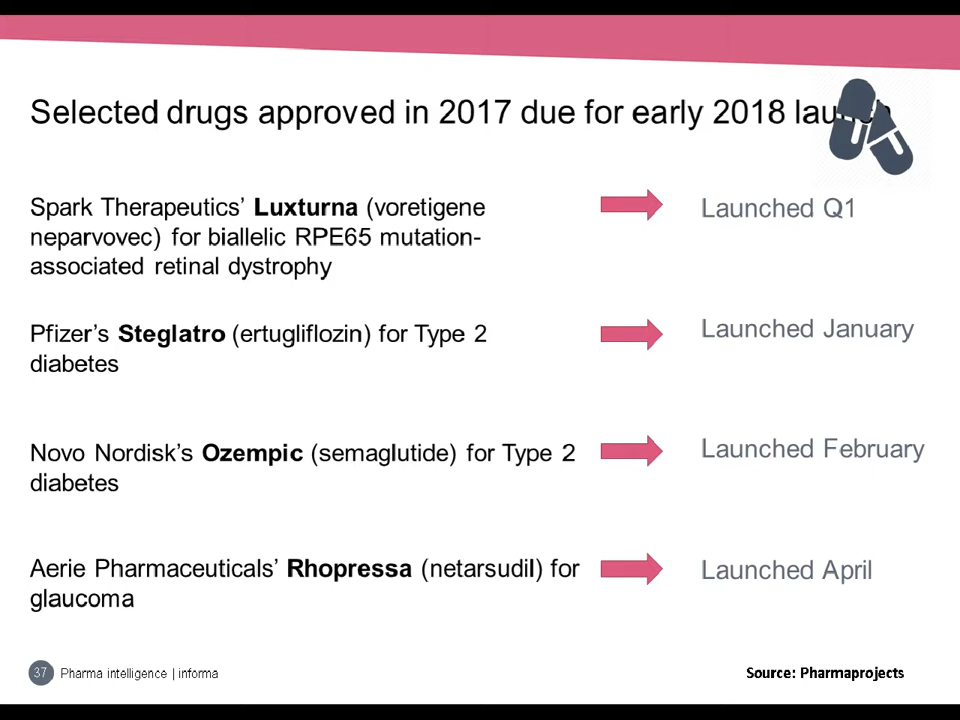 Selected drugs approved in 2017 due for early 2018 launch
Spark Therapeutics’ Luxturna (voretigene
neparvovec) for biallelic RPE65 mutation-
associated retinal dystrophy
Launched Q1
Pfizer’s Steglatro (ertugliflozin) for Type 2
diabetes
Launched January
Novo Nordisk’s Ozempic (semaglutide) for Type 2
diabetes
Launched February
Aerie Pharmaceuticals’ Rhopressa (netarsudil) for
glaucoma
Launched April
37 Pharma intelligence | informa
Source: Pharmaprojects